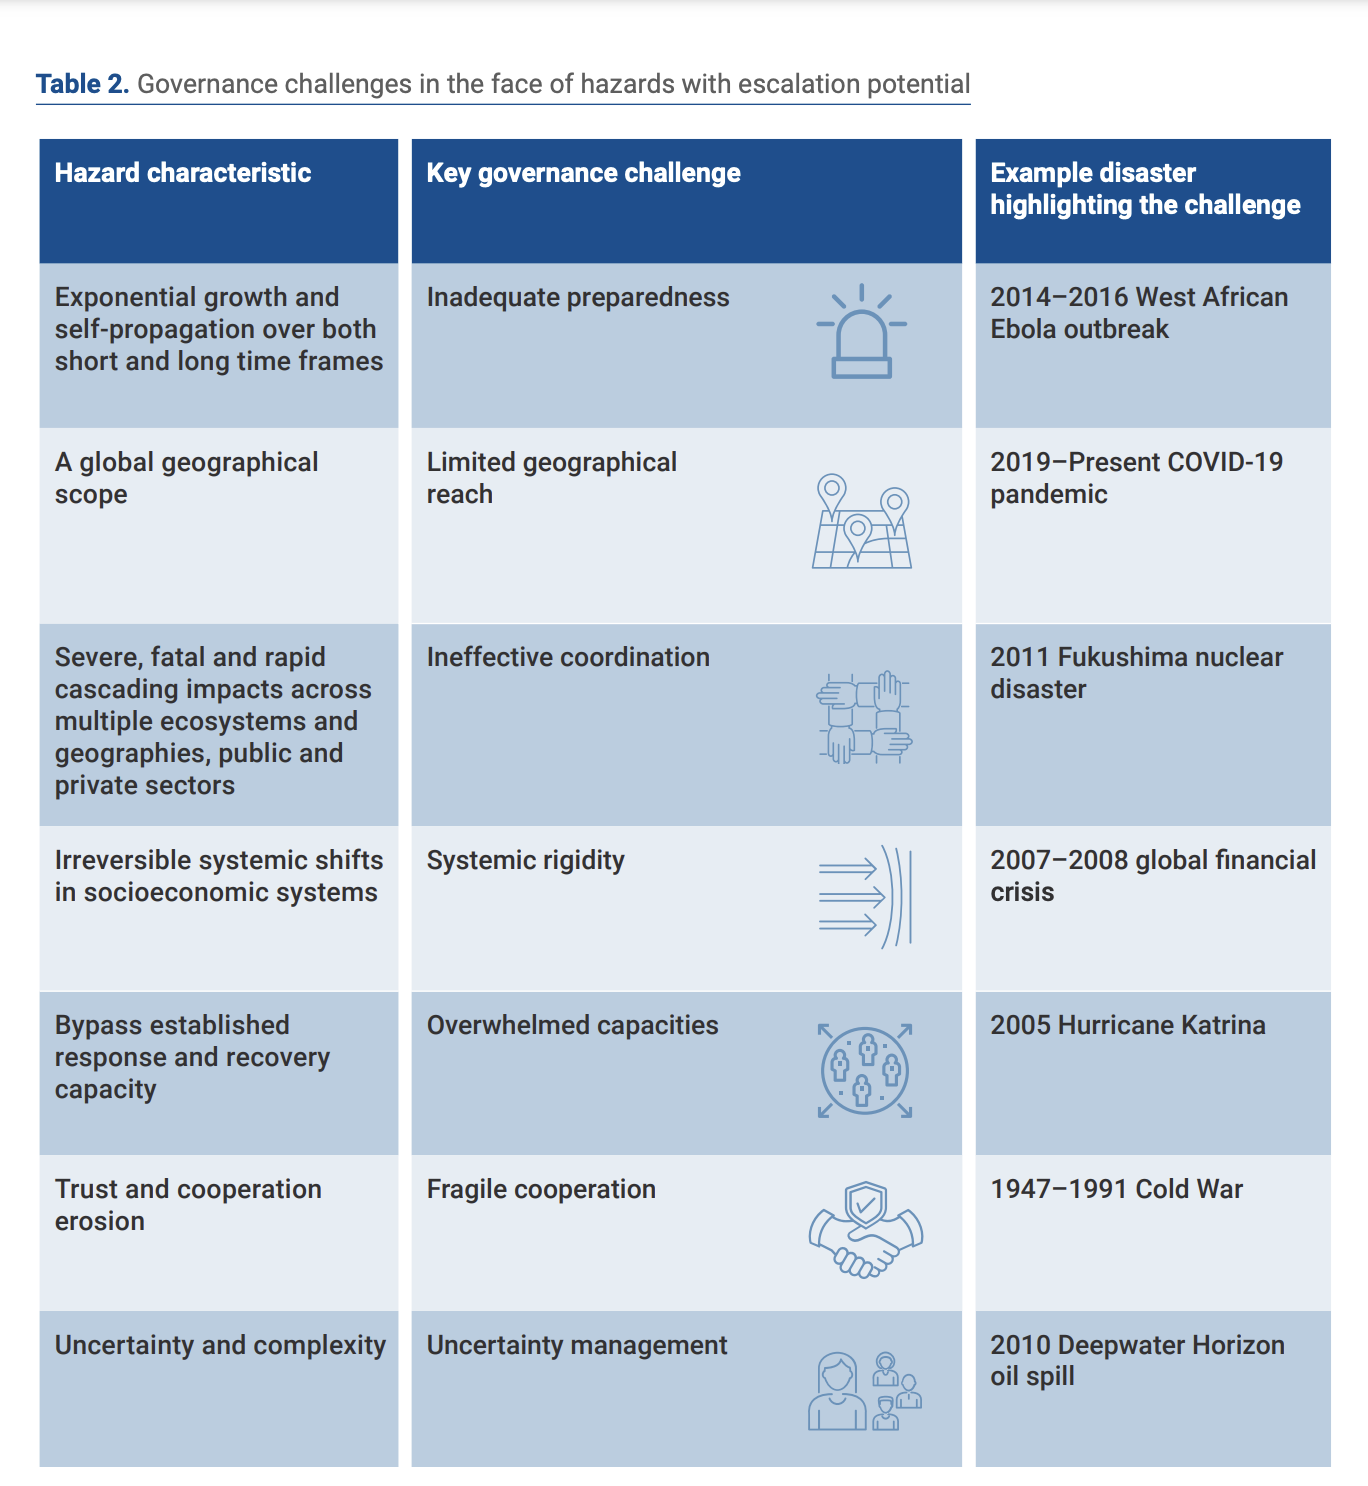 Table 2. Governance challenges in the face of hazards with escalation potential
Hazard characteristic
Key governance challenge
Example disaster
highlighting the challenge
Exponential growth and
self-propagation over both
short and long time frames
Inadequate preparedness
2014–2016 West African
Ebola outbreak
A global geographical
scope
Limited geographical
reach
2019–Present COVID-19
pandemic
Severe, fatal and rapid
cascading impacts across
multiple ecosystems and
geographies, public and
private sectors
Ineffective coordination
2011 Fukushima nuclear
disaster
Irreversible systemic shifts
in socioeconomic systems
Systemic rigidity
2007–2008 global financial
crisis
Bypass established
response and recovery
capacity
Overwhelmed capacities
2005 Hurricane Katrina
Trust and cooperation
erosion
Fragile cooperation
1947–1991 Cold War
Uncertainty and complexity
Uncertainty management
2010 Deepwater Horizon
oil spill